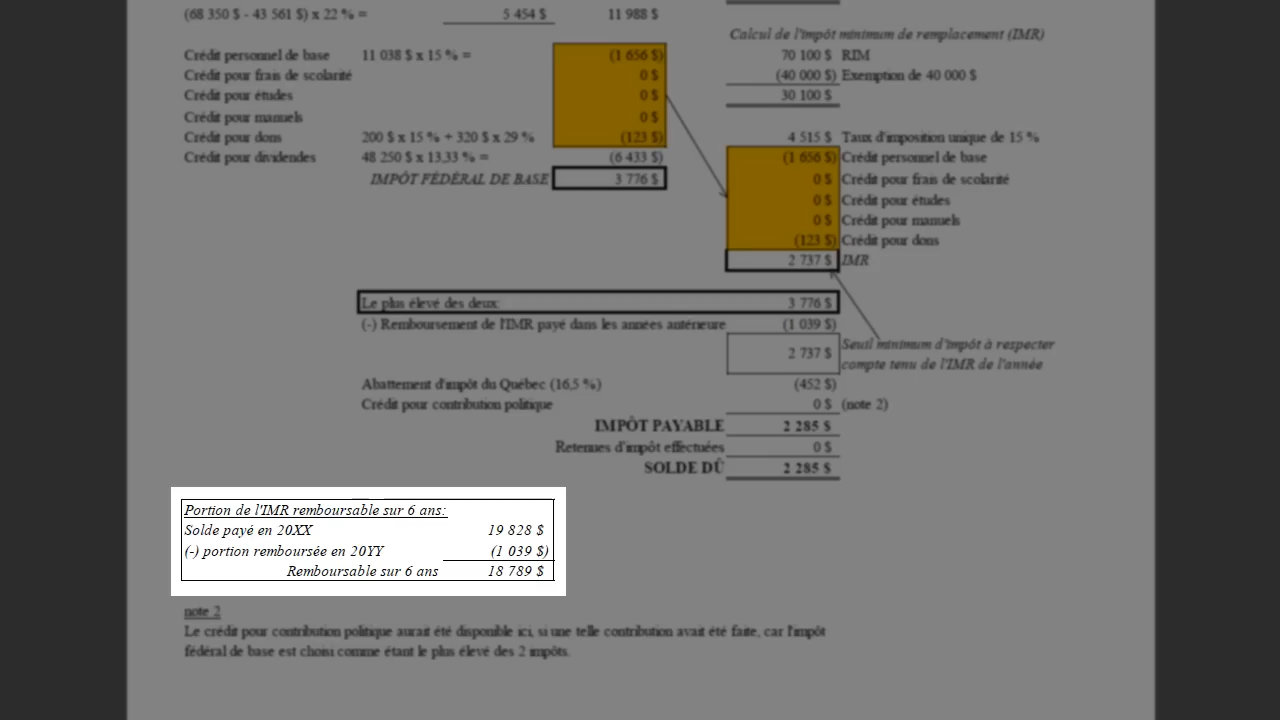 (68 350 $ - 43 561 $) x 22 % = 5 454 $ 11 988 $
Calcul de l'impôt minimum de remplacement (IMR)
Crédit personnel de base 11 038 $ x 15 % = (1 656 $) 70 100 $ RIM
Crédit pour frais de scolarité 0 $ (40 000 $) Exemption de 40 000 $
Crédit pour études 0 $ 30 100 $
Crédit pour manuels 0 $
Crédit pour dons 200 $ x 15 % + 320 $ x 29 % (123 $) 4 515 $ Taux d'imposition unique de 15 %
Crédit pour dividendes 48 250 $ x 13,33 % = (6 433 $) (1 656 $) Crédit personnel de base
IMPÔT FÉDÉRAL DE BASE 3 776 $ 0 $ Crédit pour frais de scolarité
0 $ Crédit pour études
0 $ Crédit pour manuels
(123 $) Crédit pour dons
2 737 $ IMR
Le plus élevé des deux: 3 776 $
(-) Remboursement de l'IMR payé dans les années antérieure (1 039 $)
2 737 $ Seuil minimum d'impôt à respecter
compte tenu de l'IMR de l'année
Abattement d'impôt du Québec (16,5 %) (452 $)
Crédit pour contribution politique 0 $ (note 2)
IMPÔT PAYABLE 2 285 $
Retenues d'impôt effectuées 0 $
SOLDE DÛ 2 285 $
Portion de l'IMR remboursable sur 6 ans:
Solde payé en 20XX 19 828 $
(-) portion remboursée en 20YY (1 039 $)
Remboursable sur 6 ans 18 789 $
note 2
Le crédit pour contribution politique aurait été disponible ici, si une telle contribution avait été faite, car l'impôt
fédéral de base est choisi comme étant le plus élevé des 2 impôts.